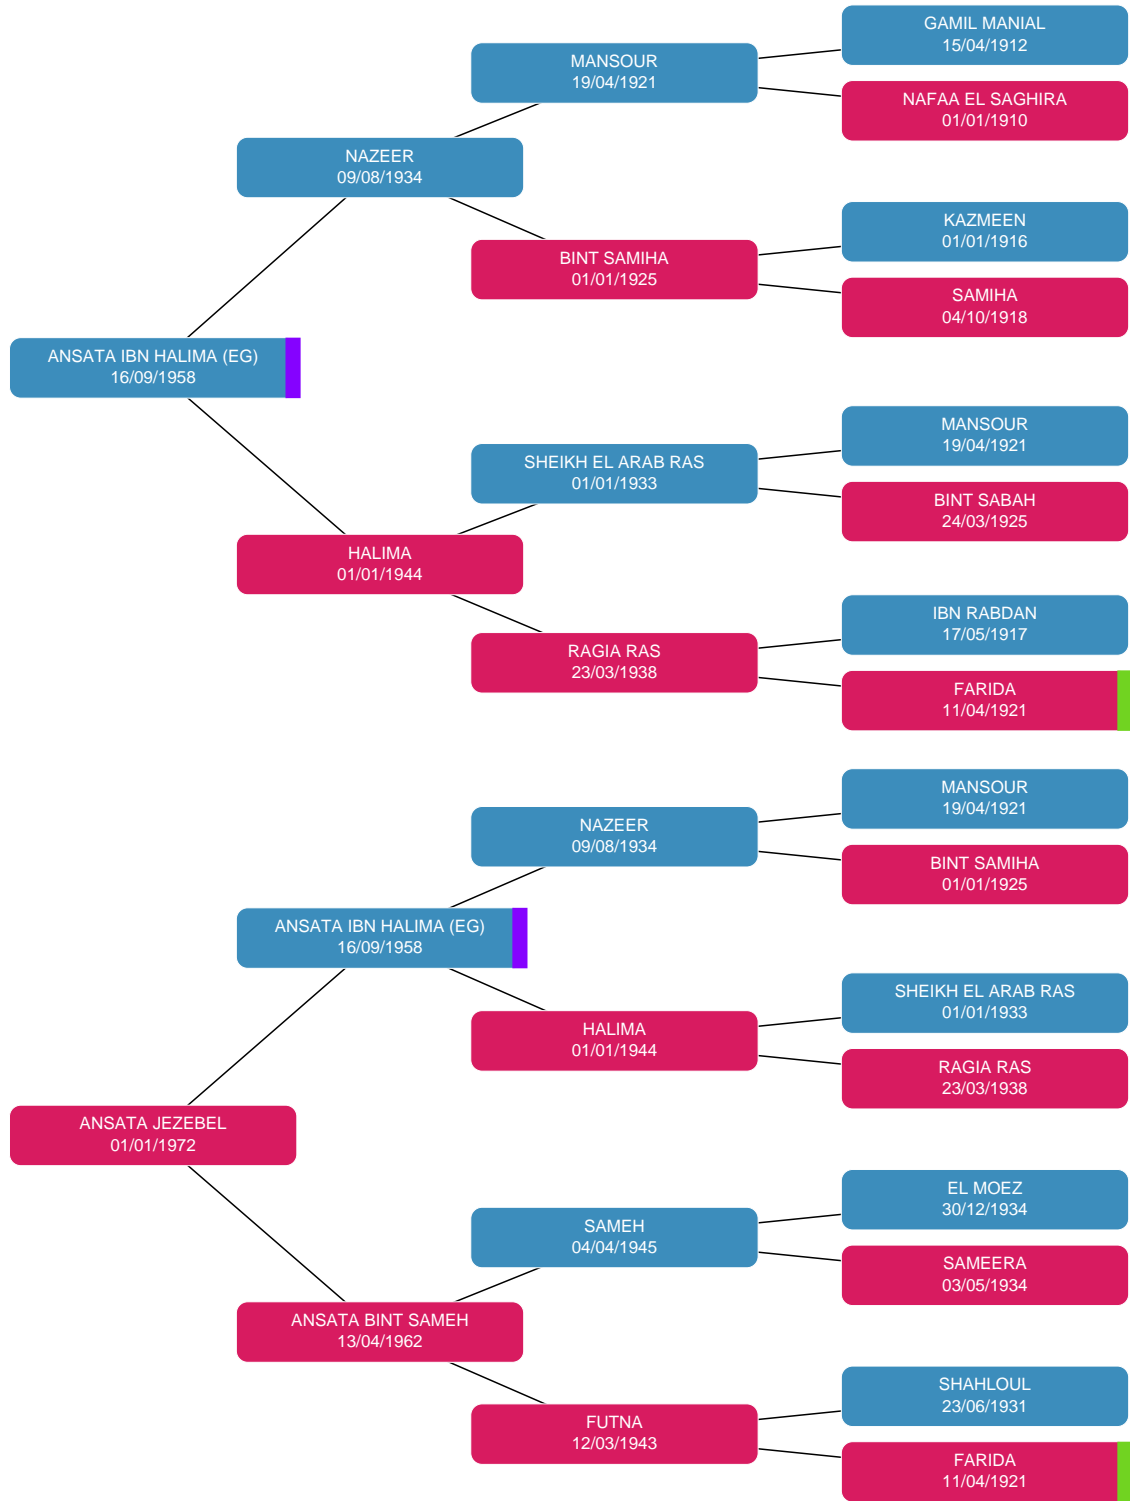 GAMIL MANIAL
15/04/1912
MANSOUR
19/04/1921
NAFAA EL SAGHIRA
01/01/1910
NAZEER
09/08/1934
KAZMEEN
01/01/1916
BINT SAMIHA
01/01/1925
SAMIHA
04/10/1918
ANSATA IBN HALIMA (EG)
16/09/1958
MANSOUR
19/04/1921
SHEIKH EL ARAB RAS
01/01/1933
BINT SABAH
24/03/1925
HALIMA
01/01/1944
IBN RABDAN
17/05/1917
RAGIA RAS
23/03/1938
FARIDA
11/04/1921
MANSOUR
19/04/1921
NAZEER
09/08/1934
BINT SAMIHA
01/01/1925
ANSATA IBN HALIMA (EG)
16/09/1958
SHEIKH EL ARAB RAS
01/01/1933
HALIMA
01/01/1944
RAGIA RAS
23/03/1938
ANSATA JEZEBEL
01/01/1972
EL MOEZ
30/12/1934
SAMEH
04/04/1945
SAMEERA
03/05/1934
ANSATA BINT SAMEH
13/04/1962
SHAHLOUL
23/06/1931
FUTNA
12/03/1943
FARIDA
11/04/1921